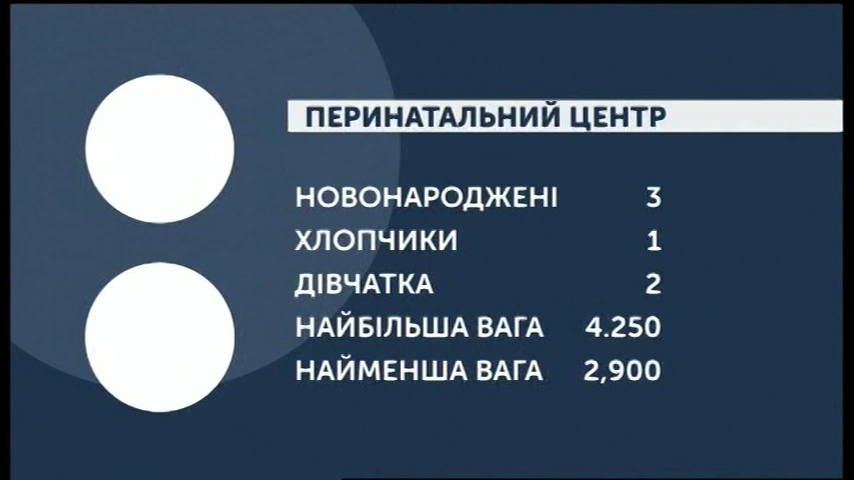 ПЕРИНАТАЛЬНИЙ ЦЕНТР
НОВОНАРОДЖЕНІ 3
ХЛОПЧИКИ 1
ДІВЧАТКА 2
НАЙБІЛЬША ВАГА 4.250
НАЙМЕНША ВАГА 2,900